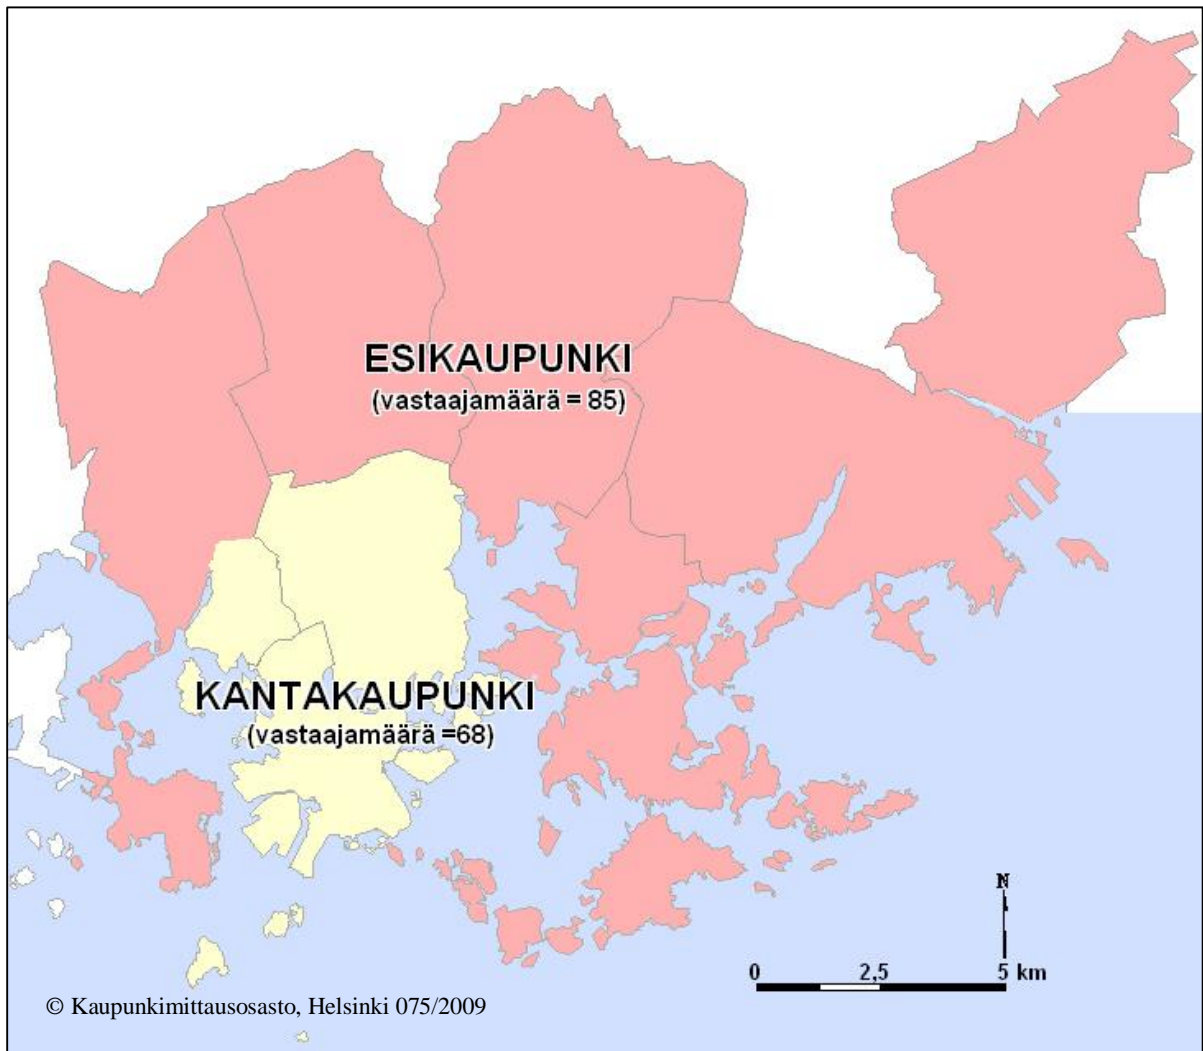 ESIKAUPUNKI
(vastaajamäärä = 85)
KANTAKAUPUNKI
(vastaajamäärä =68)
N
0 2,5 5 km
© Kaupunkimittausosasto, Helsinki 075/2009